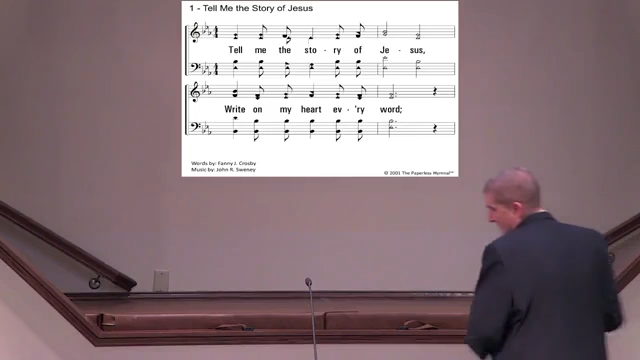 1 - Tell Me the Story of Jesus
Tell me the sto - ry of Je - sus,
Write on my heart ev - 'ry word;
Words by: Fanny J. Crosby
Music by: John R. Sweney
© 2001 The Paperless Hymnal™